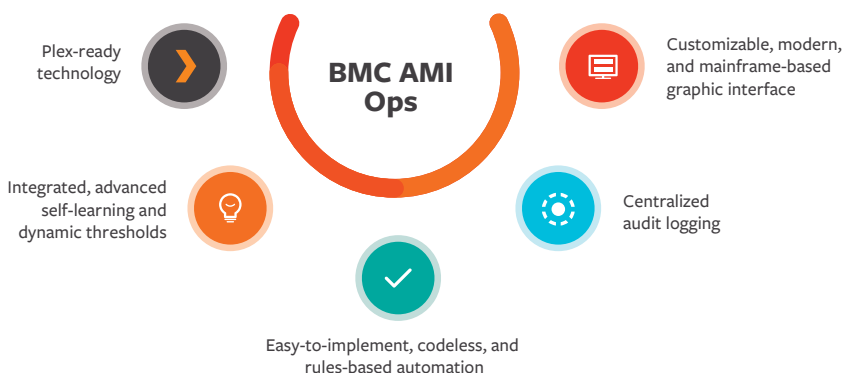 Plex-ready
technology
BMC AMI
Ops
Customizable, modern,
and mainframe-based
graphic interface
Integrated, advanced
self-learning and
dynamic thresholds
Centralized
audit logging
Easy-to-implement, codeless, and
rules-based automation